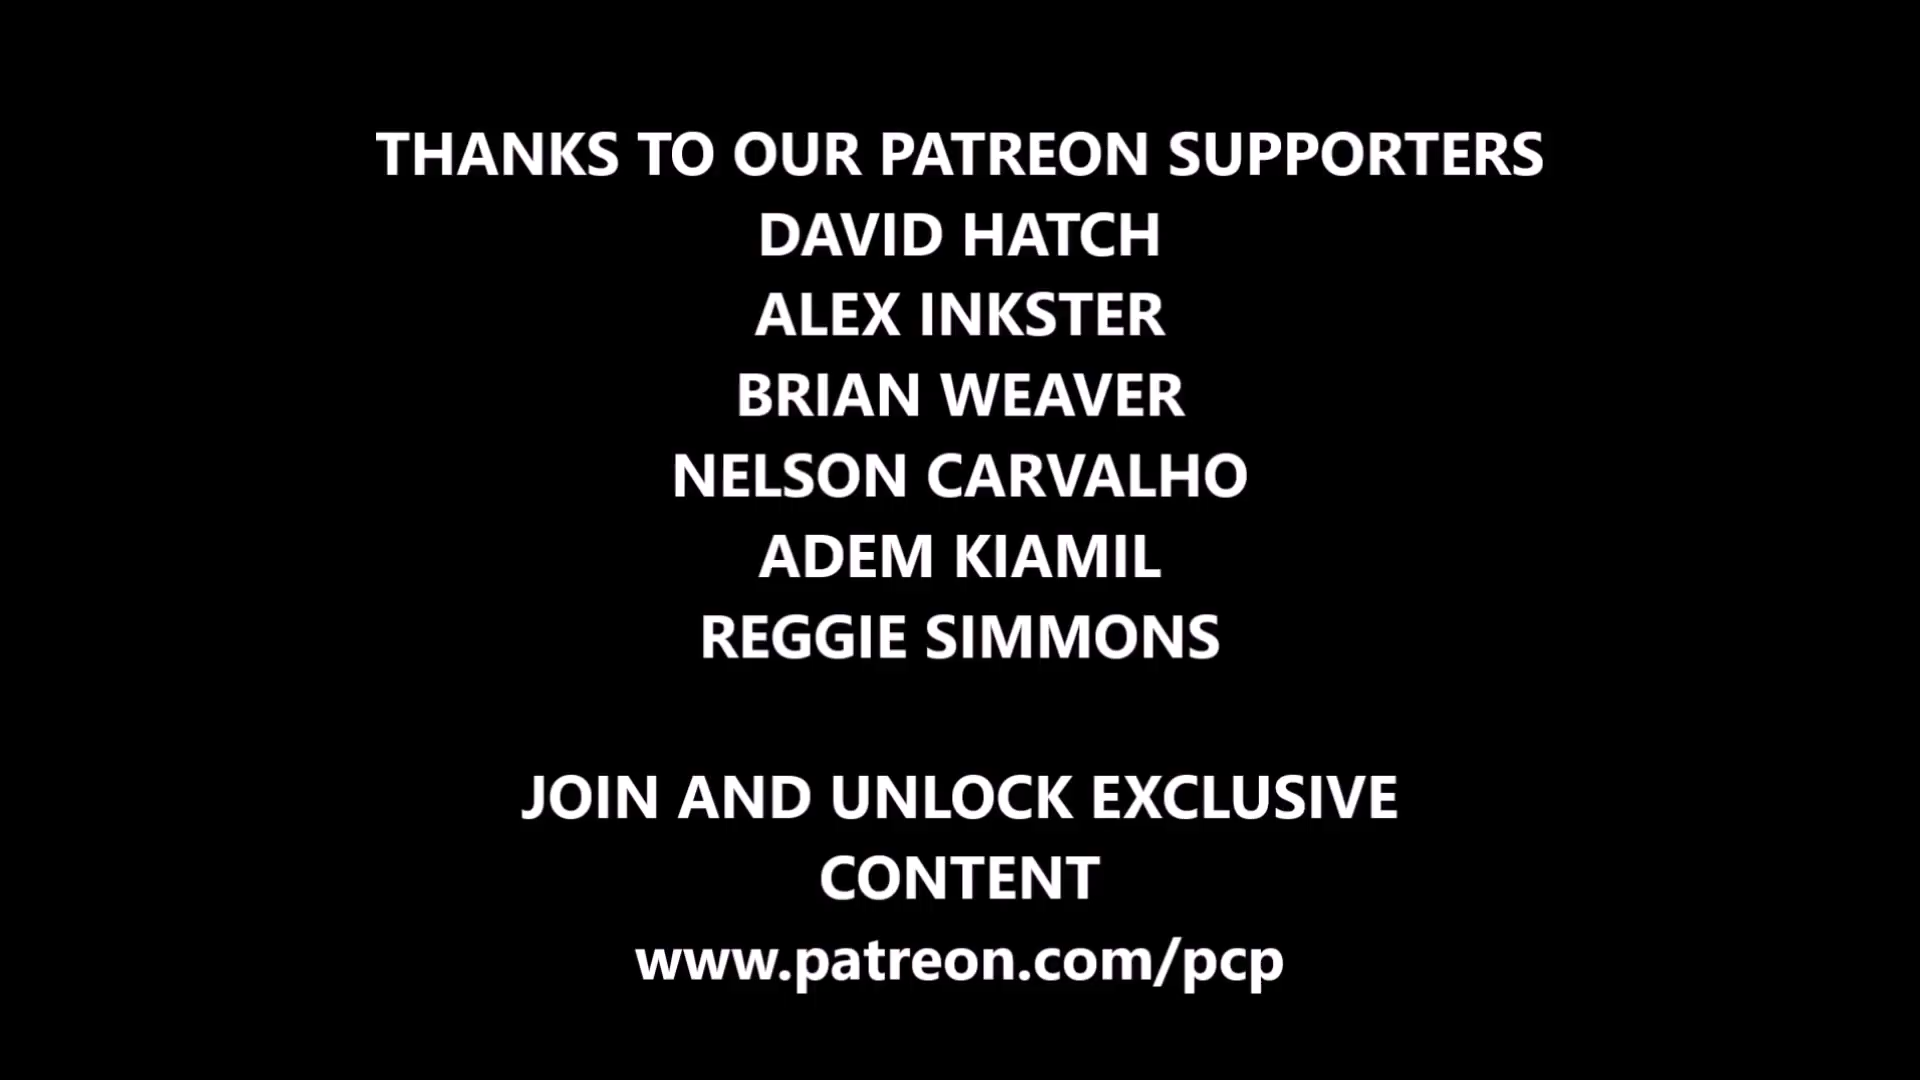 THANKS TO OUR PATREON SUPPORTERS
DAVID HATCH
ALEX INKSTER
BRIAN WEAVER
NELSON CARVALHO
ADEM KIAMIL
REGGIE SIMMONS
JOIN AND UNLOCK EXCLUSIVE
CONTENT
www.patreon.com/pcp